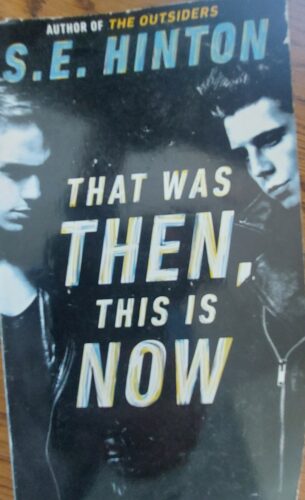 AUTHOR OF THE OUTSIDERS
S.E. HINTON
THAT WAS
THEN,
THIS IS
NOW